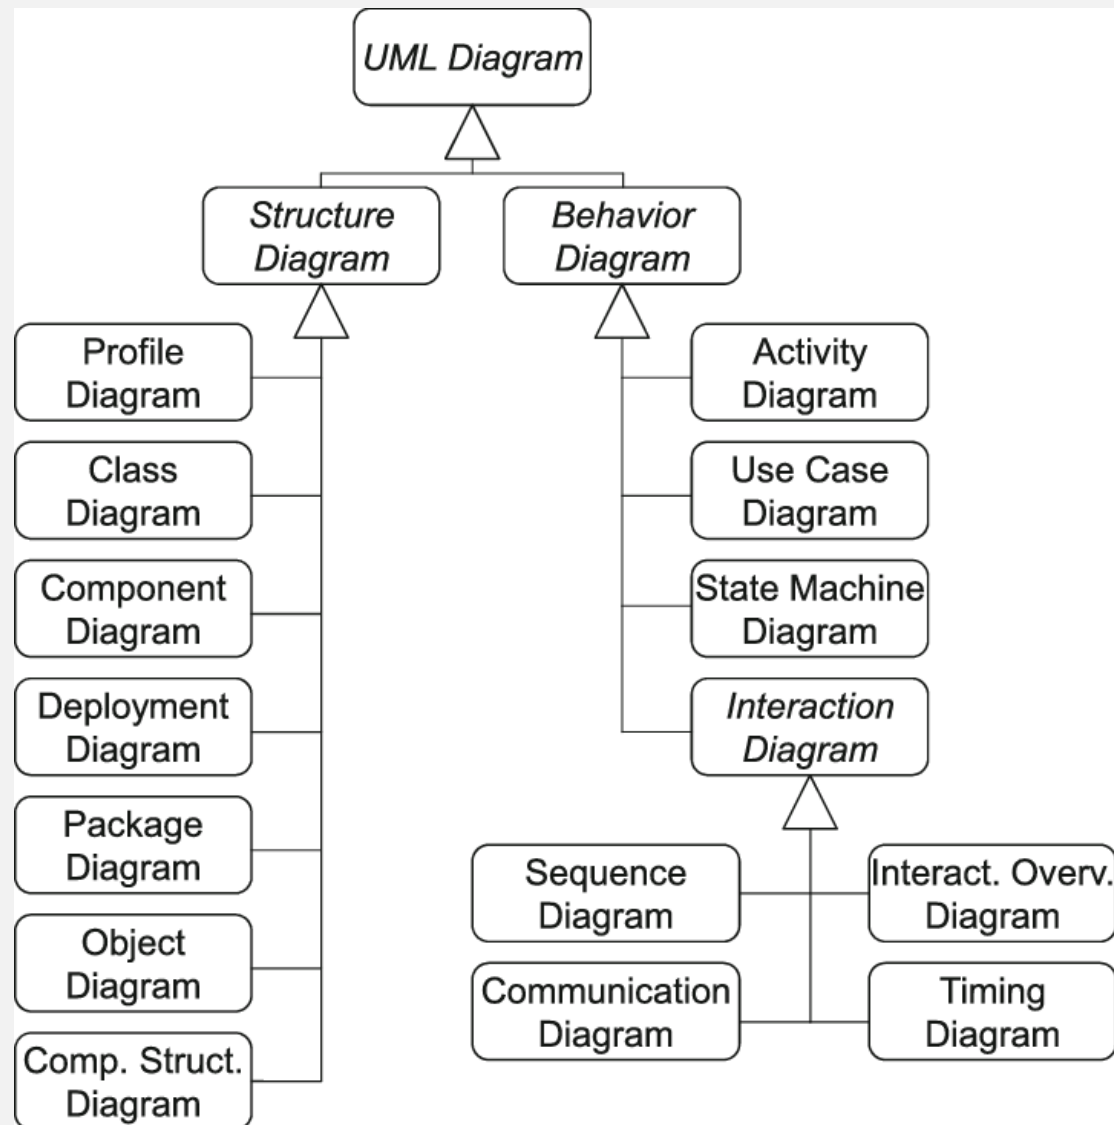 UML Diagram
Structure
Diagram
Behavior
Diagram
Profile
Diagram
Class
Diagram
Component
Diagram
Deployment
Diagram
Package
Diagram
Object
Diagram
Comp. Struct.
Diagram
Activity
Diagram
Use Case
Diagram
State Machine
Diagram
Interaction
Diagram
Sequence
Diagram
Interact. Overv.
Diagram
Communication
Diagram
Timing
Diagram